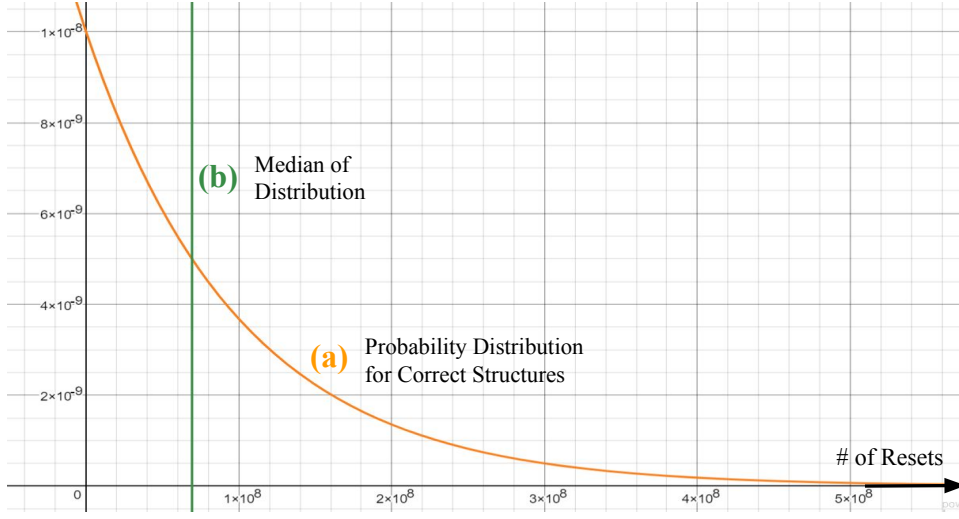 1×10⁻⁸
8×10⁻⁹
(b) Median of
Distribution
6×10⁻⁹
4×10⁻⁹
(a) Probability Distribution
for Correct Structures
2×10⁻⁹
# of Resets
0 1×10⁸ 2×10⁸ 3×10⁸ 4×10⁸ 5×10⁸